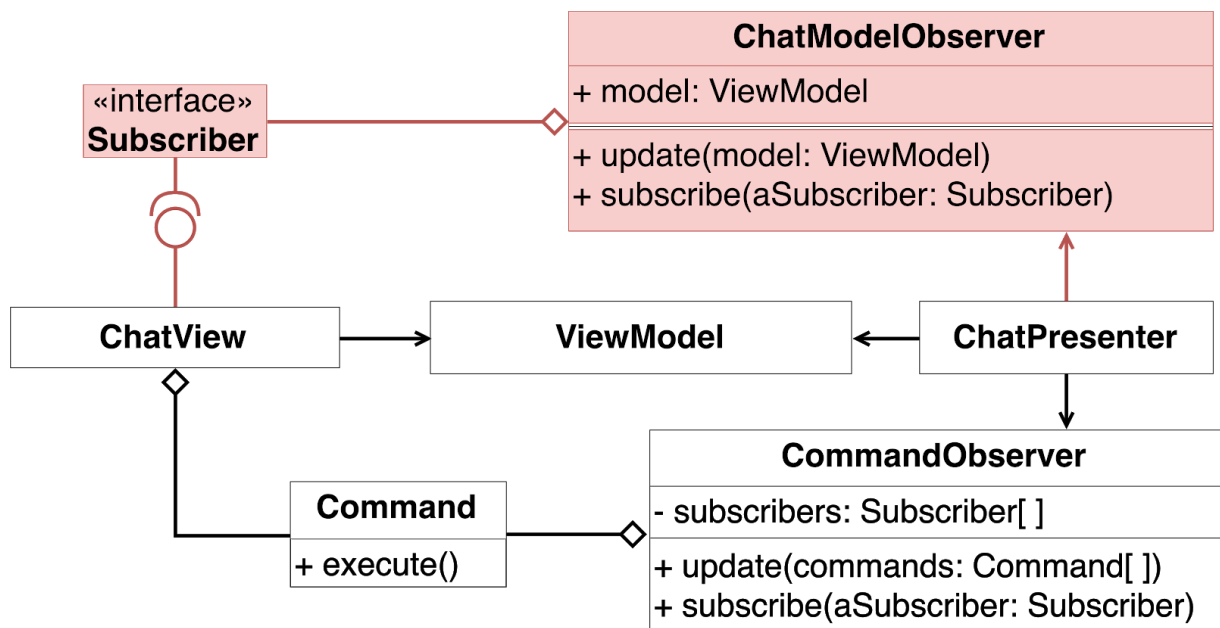 ChatModelObserver
+ model: ViewModel
+ update(model: ViewModel)
+ subscribe(aSubscriber: Subscriber)
«interface»
Subscriber
ChatView
ViewModel
ChatPresenter
CommandObserver
- subscribers: Subscriber[ ]
+ update(commands: Command[ ])
+ subscribe(aSubscriber: Subscriber)
Command
+ execute()